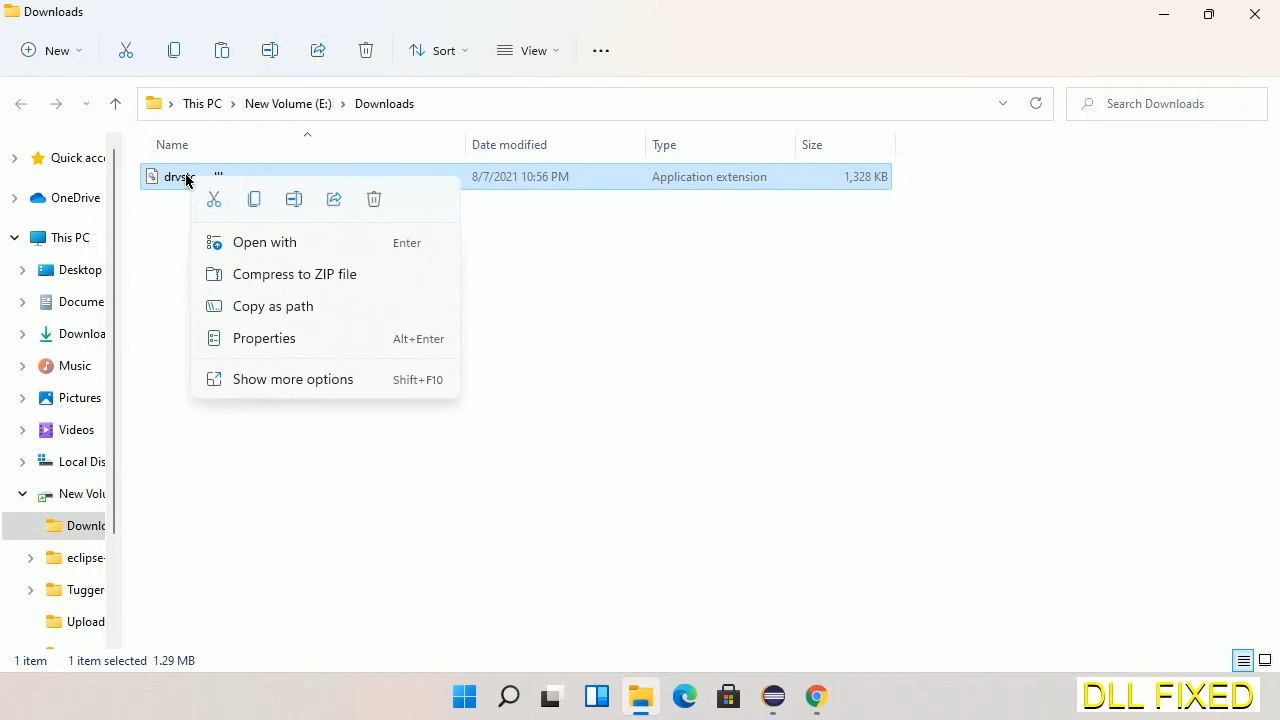 Downloads
New
Sort
View
This PC
New Volume (E:)
Downloads
Search Downloads
Name
Date modified
Type
Size
8/7/2021 10:56 PM
Application extension
1,328 KB
Open with
Enter
Compress to ZIP file
Copy as path
Properties
Alt+Enter
Show more options
Shift+F10
Quick acc
OneDrive
This PC
Desktop
Docume
Downloa
Music
Pictures
Videos
Local Dis
New Volu
Downlo
eclipse-
Tugger
Upload
1 item
1 item selected
1.29 MB
DLL FIXED